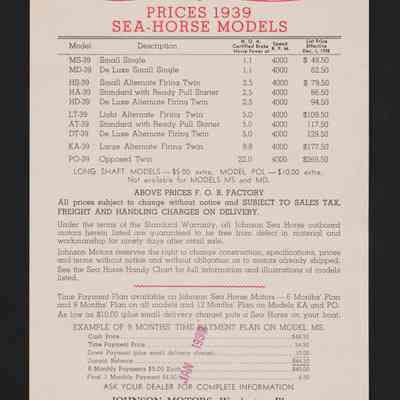 PRICES 1939
SEA-HORSE MODELS
Model Description N. O. A. Certified Brake Horse Power at Speed R. P. M. List Price Effective Dec. 1, 1938
MS-39 Small Single 1.1 4000 $ 49.50
MD-39 De Luxe Small Single 1.1 4000 62.50
HS-39 Small Alternate Firing Twin 2.5 4000 $ 79.50
HA-39 Standard with Ready Pull Starter 2.5 4000 86.50
HD-39 De Luxe Alternate Firing Twin 2.5 4000 94.50
LT-39 Light Alternate Firing Twin 5.0 4000 $109.50
AT-39 Standard with Ready Pull Starter 5.0 4000 117.50
DT-39 De Luxe Alternate Firing Twin 5.0 4000 129.50
KA-39 Large Alternate Firing Twin 9.8 4000 $177.50
PO-39 Opposed Twin 22.0 4000 $269.50
LONG SHAFT MODELS—$5.00 extra, MODEL POL—$10.00 extra.
Not available for MODELS MS and MD.
ABOVE PRICES F. O. B. FACTORY
All prices subject to change without notice and SUBJECT TO SALES TAX,
FREIGHT AND HANDLING CHARGES ON DELIVERY.
Under the terms of the Standard Warranty, all Johnson Sea Horse outboard
motors herein listed are guaranteed to be free from defect in material and
workmanship for ninety days after retail sale.
Johnson Motors reserves the right to change construction, specifications, prices
and terms without notice and without obligation as to motors already shipped.
See the Sea Horse Handy Chart for full information and illustrations of models
listed.
Time Payment Plan available on Johnson Sea Horse Motors — 6 Months' Plan
and 9 Months' Plan on all models and 12 Months' Plan on Models KA and PO.
As low as $10.00 (plus small delivery charge) puts a Sea Horse on your boat.
EXAMPLE OF 9 MONTHS' TIME PAYMENT PLAN ON MODEL MS.
Cash Price
Time Payment Price
Down Payment (plus small delivery charge)
Unpaid Balance
8 Monthly Payments $5.00 Each
Final Monthly Payment
JAN 1939
ASK YOUR DEALER FOR COMPLETE INFORMATION
JOHNSON MOTORS